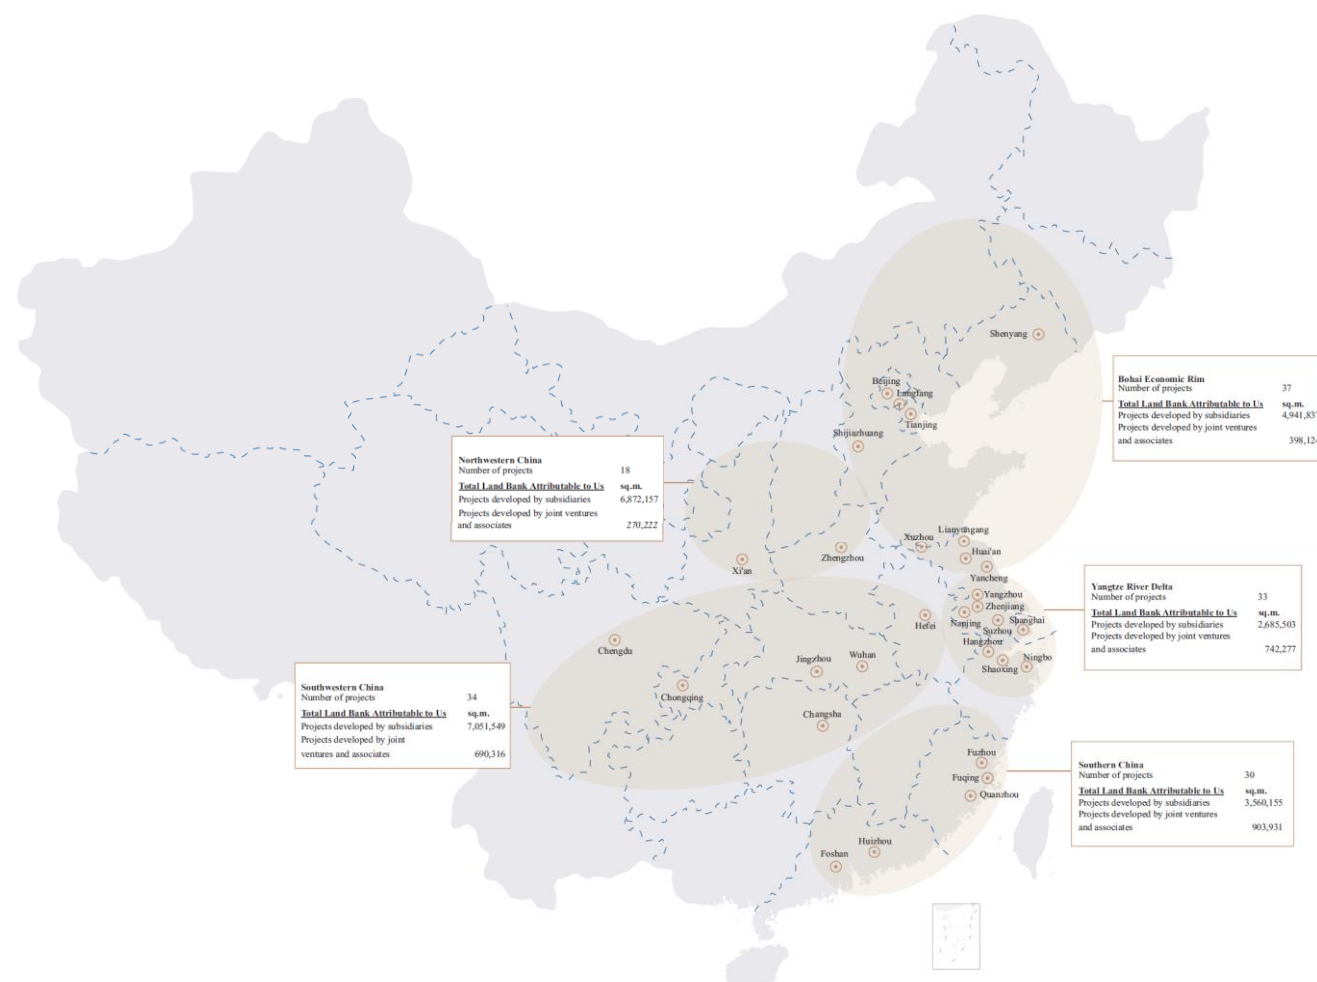 Shenyang
Beijing
Langfang
Tianjing
Shijiazhuang
Bohai Economic Rim
Number of projects 37
Total Land Bank Attributable to Us sq.m.
Projects developed by subsidiaries 4,941,837
Projects developed by joint ventures
and associates 398,124
Northwestern China
Number of projects 18
Total Land Bank Attributable to Us sq.m.
Projects developed by subsidiaries 6,872,157
Projects developed by joint ventures
and associates 270,222
Lianyungang
Xuzhou
Huai'an
Zhengzhou
Xi'an
Yancheng
Yangzhou
Zhenjiang
Nanjing
Hefei
Shanghai
Suzhou
Hangzhou
Ningbo
Shaoxing
Yangtze River Delta
Number of projects 33
Total Land Bank Attributable to Us sq.m.
Projects developed by subsidiaries 2,685,503
Projects developed by joint ventures
and associates 742,277
Chengdu
Jingzhou
Wuhan
Chongqing
Changsha
Southwestern China
Number of projects 34
Total Land Bank Attributable to Us sq.m.
Projects developed by subsidiaries 7,051,549
Projects developed by joint
ventures and associates 690,316
Fuzhou
Fuqing
Quanzhou
Huizhou
Foshan
Southern China
Number of projects 30
Total Land Bank Attributable to Us sq.m.
Projects developed by subsidiaries 3,560,155
Projects developed by joint ventures
and associates 903,931